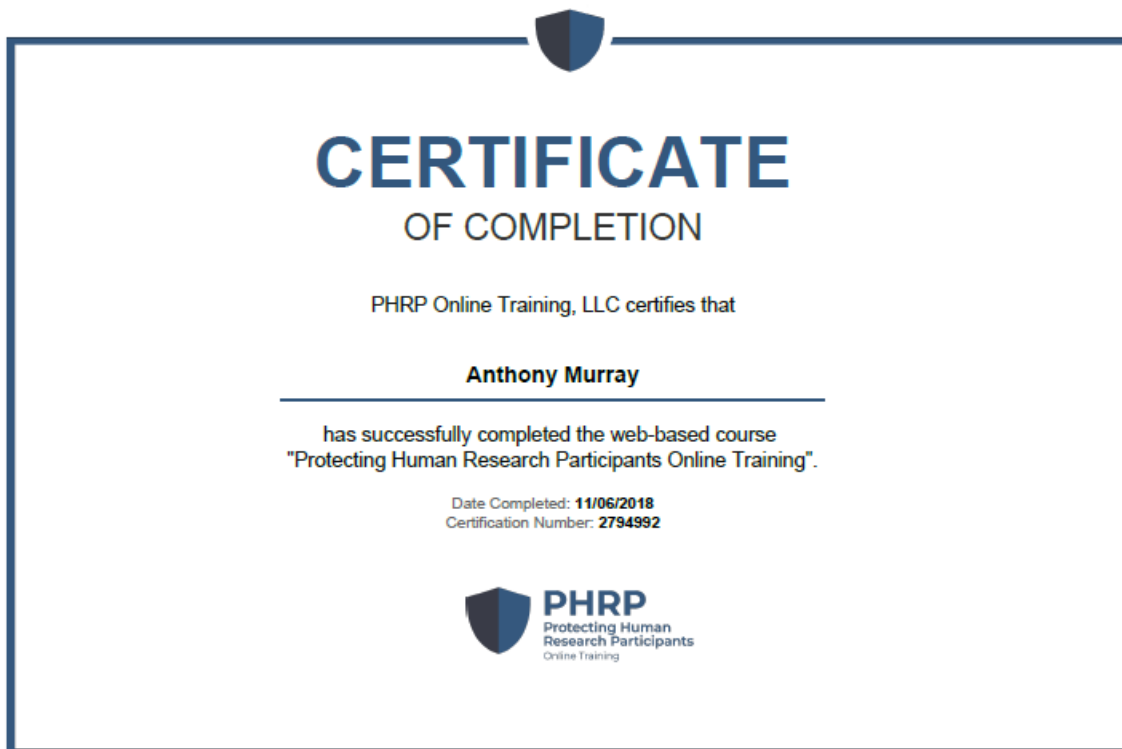 CERTIFICATE
OF COMPLETION
PHRP Online Training, LLC certifies that
Anthony Murray
has successfully completed the web-based course
"Protecting Human Research Participants Online Training".
Date Completed: 11/06/2018
Certification Number: 2794992
PHRP
Protecting Human
Research Participants
Online Training